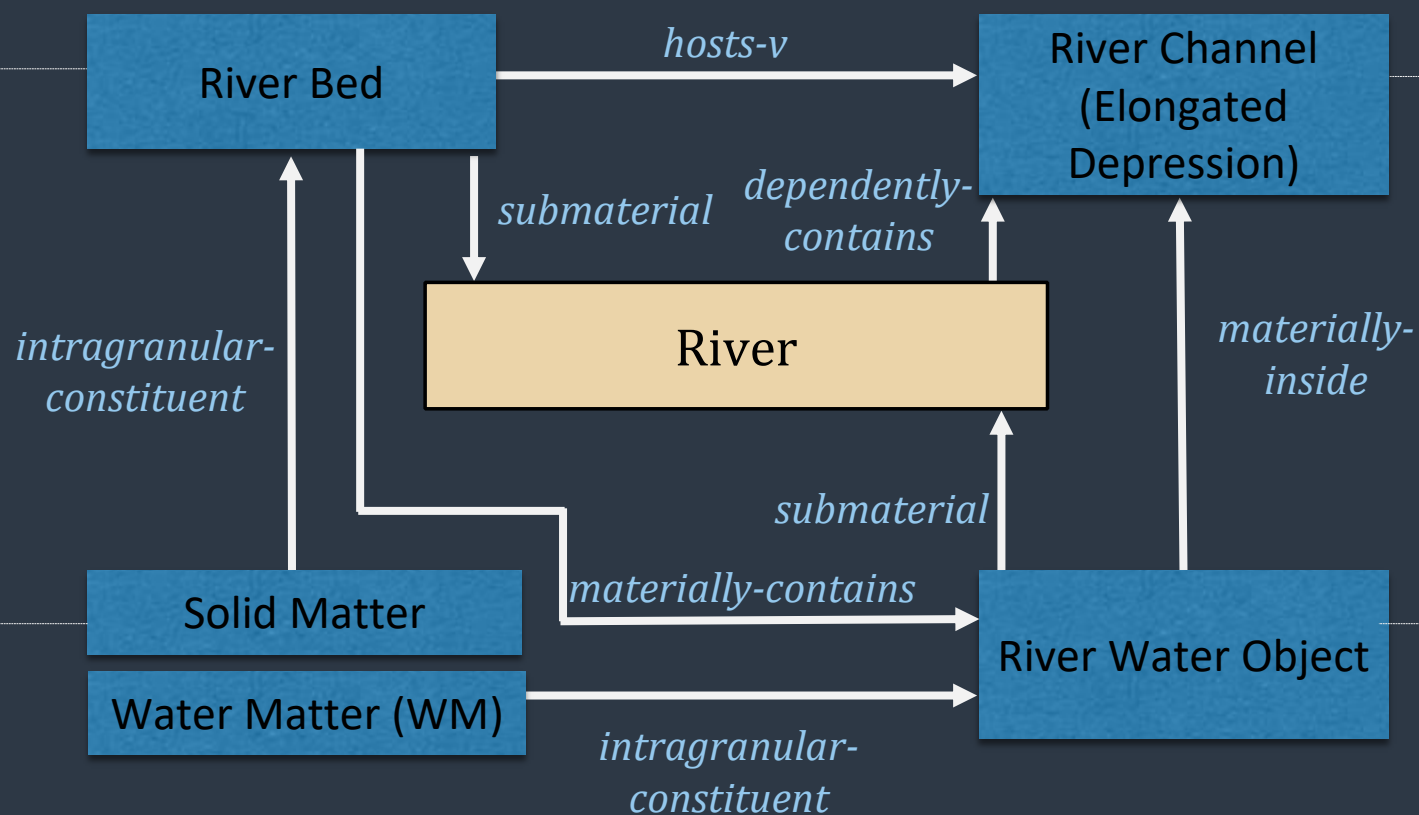 River Bed
hosts-v
River Channel
(Elongated
Depression)
submaterial
dependently-
contains
intragranular-
constituent
River
materially-
inside
submaterial
Solid Matter
materially-contains
River Water Object
Water Matter (WM)
intragranular-
constituent